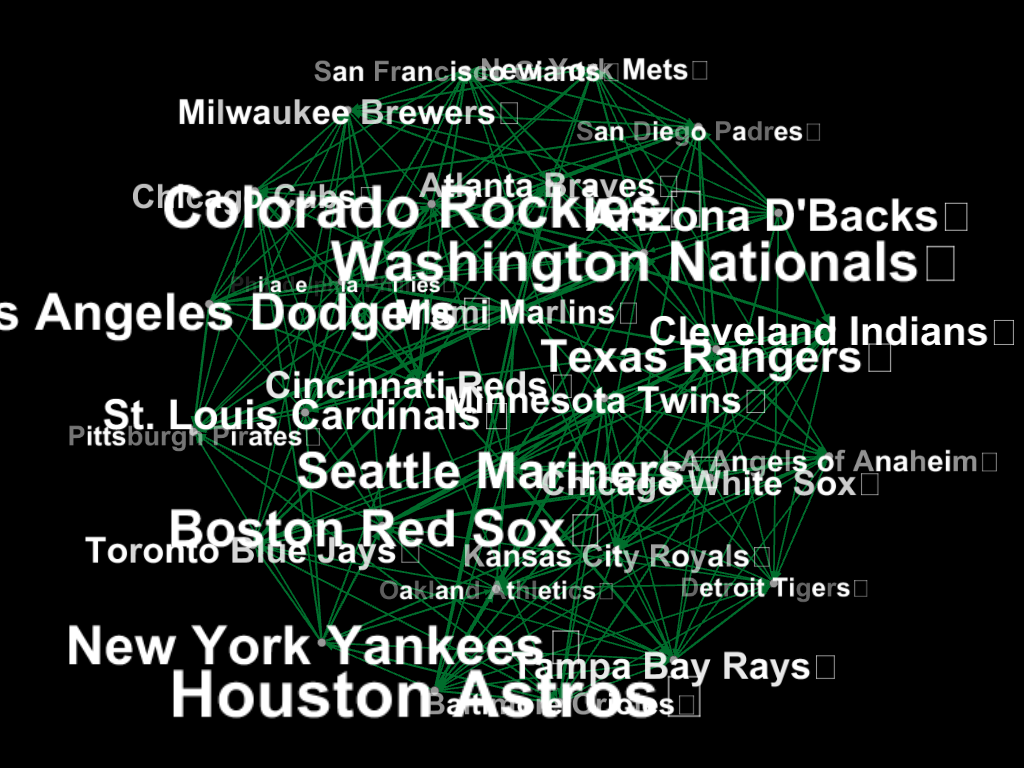 San Francisco Giants
New York Mets
Milwaukee Brewers
San Diego Padres
Atlanta Braves
Chicago Cubs
Colorado Rockies
Arizona D'Backs
Washington Nationals
s Angeles Dodgers
Miami Marlins
Cleveland Indians
Texas Rangers
Cincinnati Reds
Minnesota Twins
St. Louis Cardinals
Pittsburgh Pirates
LA Angels of Anaheim
Seattle Mariners
Chicago White Sox
Boston Red Sox
Toronto Blue Jays
Kansas City Royals
Oakland Athletics
Detroit Tigers
New York Yankees
Tampa Bay Rays
Houston Astros
Baltimore Orioles